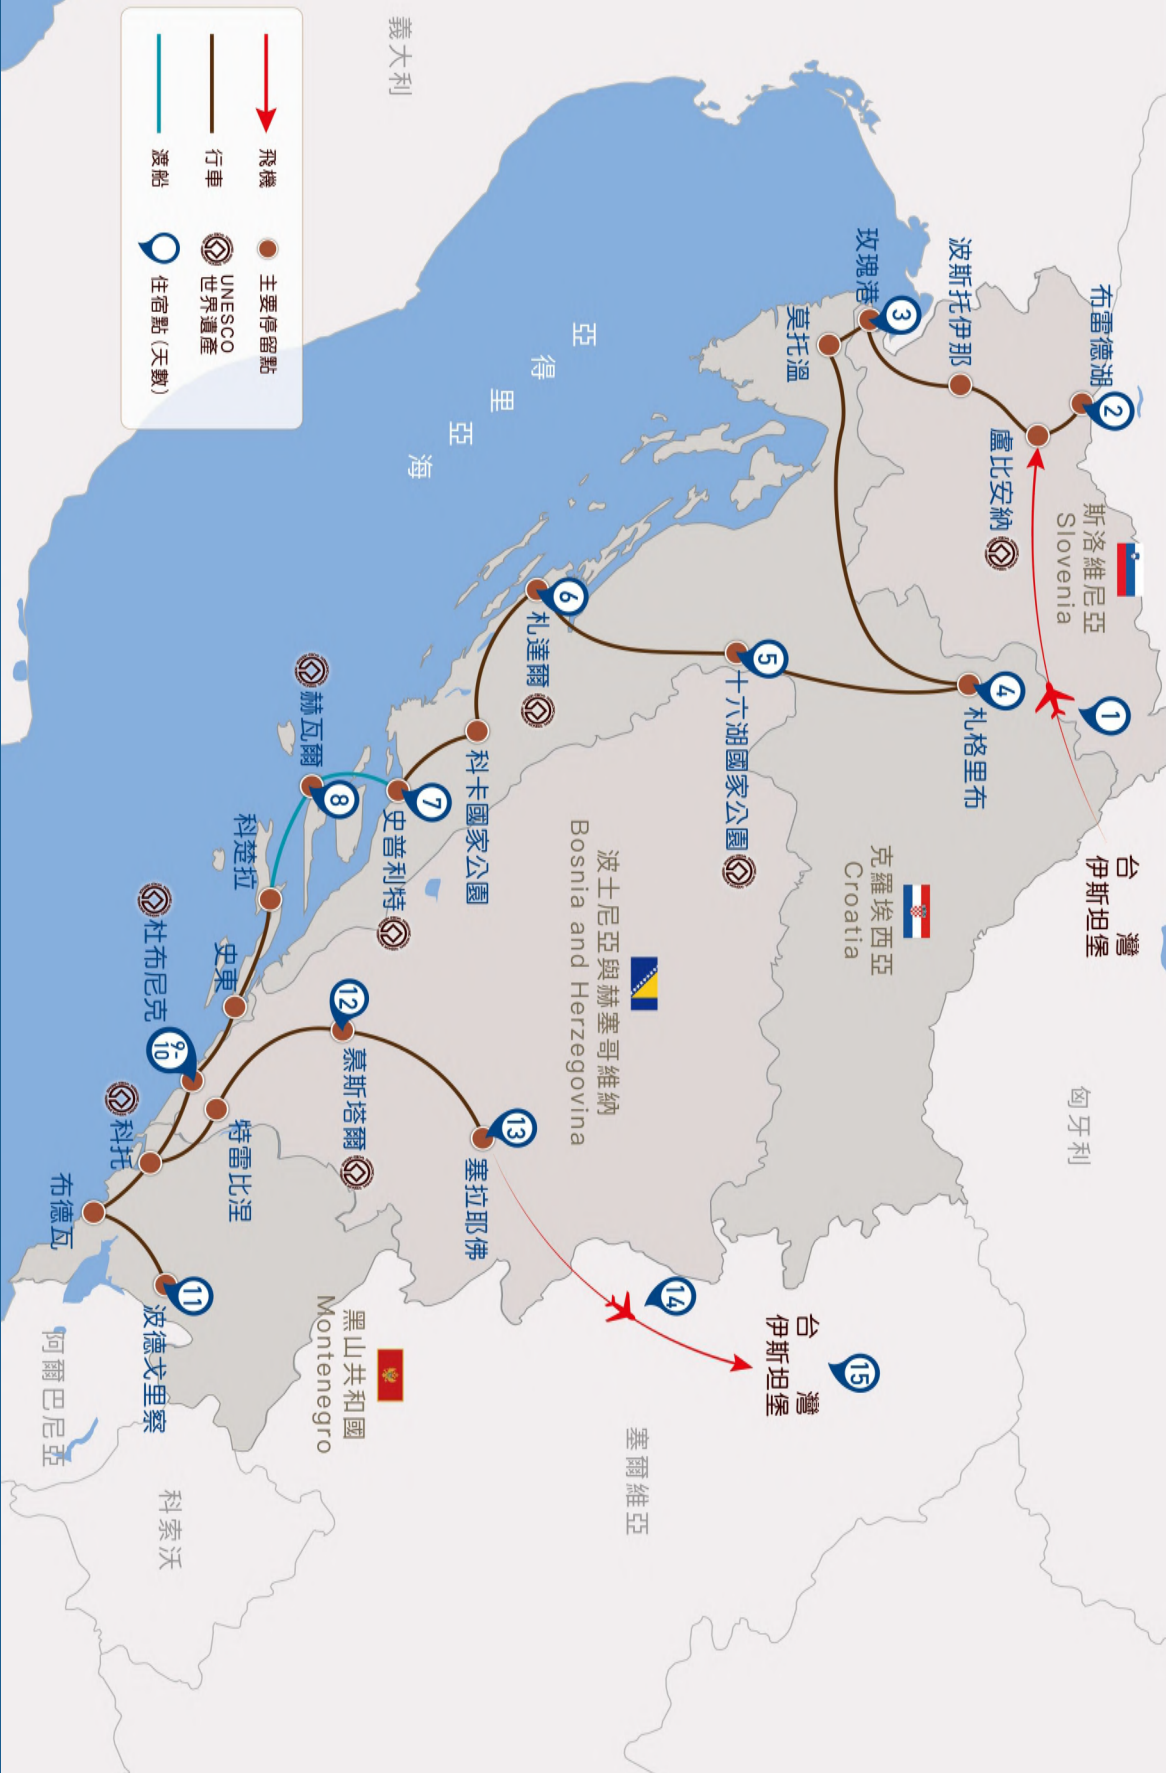 台　灣
伊斯坦堡
1
斯洛維尼亞
Slovenia
布雷德湖
2
盧比安納
波斯托伊那
玫瑰港
3
莫托溫
4
札格里布
克羅埃西亞
Croatia
匈牙利
5
十六湖國家公園
6
札達爾
科卡國家公園
7
史普利特
赫瓦爾
8
科楚拉
史東
杜布尼克
9-10
特雷比涅
科托
布德瓦
11
波德戈里察
12
慕斯塔爾
13
塞拉耶佛
14
15
台　灣
伊斯坦堡
波士尼亞與赫塞哥維納
Bosnia and Herzegovina
黑山共和國
Montenegro
塞爾維亞
科索沃
阿爾巴尼亞
義大利
亞得里亞海
飛機
主要停留點
行車
UNESCO
世界遺產
渡船
住宿點(天數)